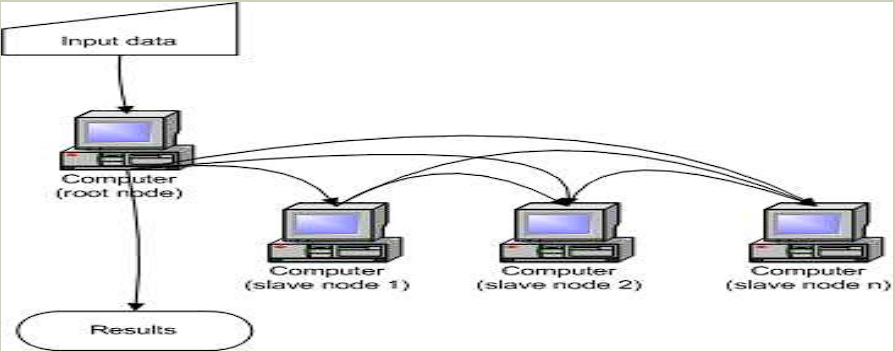 Input data
Computer
(root node)
Computer
(slave node 1)
Computer
(slave node 2)
Computer
(slave node n)
Results